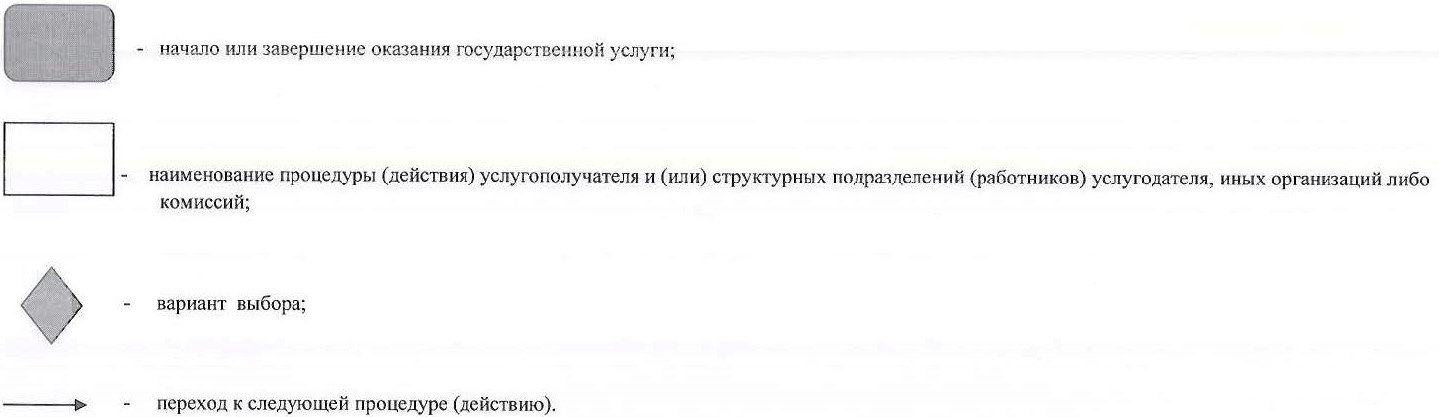 - начало или завершение оказания государственной услуги;
- наименование процедуры (действия) услугополучателя и (или) структурных подразделений (работников) услугодателя, иных организаций либо
комиссий;
- вариант выбора;
- переход к следующей процедуре (действию).